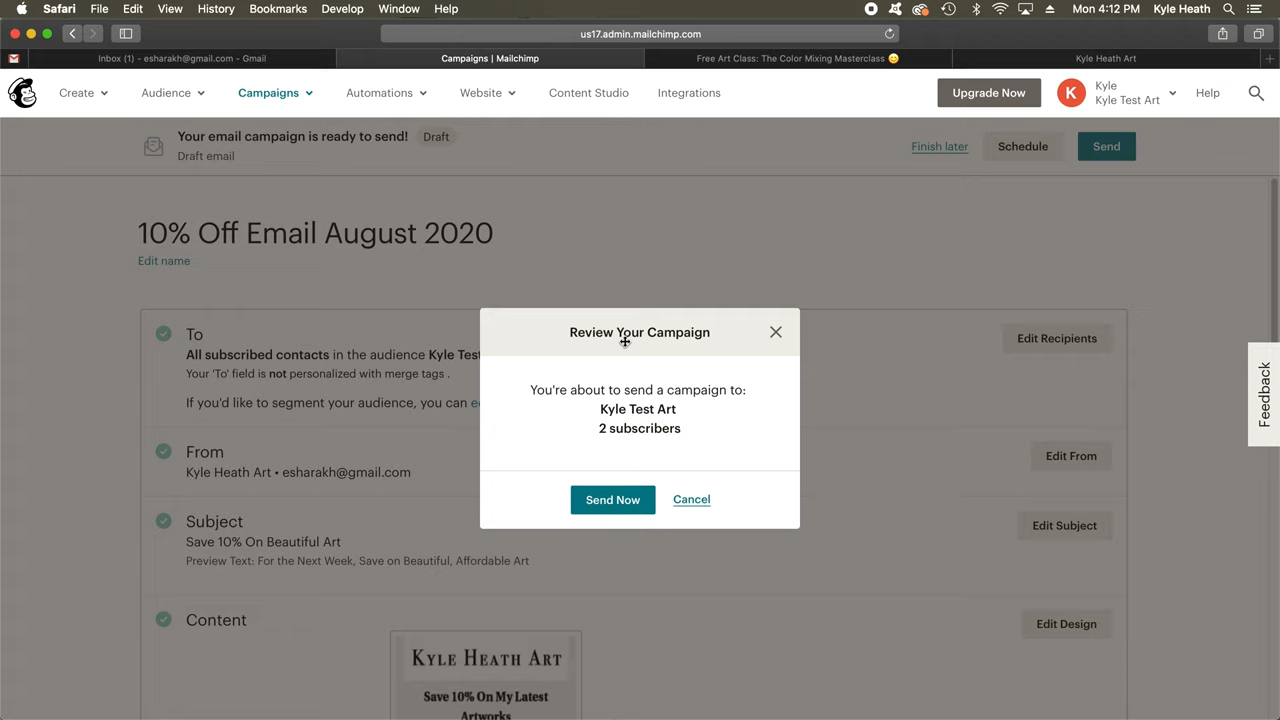 Safari File Edit View History Bookmarks Develop Window Help Mon 4:12 PM Kyle Heath
us17.admin.mailchimp.com
Inbox (1) - esharakh@gmail.com - Gmail
Campaigns | Mailchimp
Free Art Class: The Color Mixing Masterclass 😊
Kyle Heath Art
Create
Audience
Campaigns
Automations
Website
Content Studio
Integrations
Upgrade Now
K
Kyle
Kyle Test Art
Help
Your email campaign is ready to send! Draft
Draft email
Finish later
Schedule
Send
10% Off Email August 2020
Edit name
To
All subscribed contacts in the audience Kyle Test
Your 'To' field is not personalized with merge tags .
If you'd like to segment your audience, you can e
Edit Recipients
Review Your Campaign
You're about to send a campaign to:
Kyle Test Art
2 subscribers
Send Now
Cancel
From
Kyle Heath Art • esharakh@gmail.com
Edit From
Subject
Save 10% On Beautiful Art
Preview Text: For the Next Week, Save on Beautiful, Affordable Art
Edit Subject
Content
Edit Design
KYLE HEATH ART
Save 10% On My Latest
Artworks
Feedback